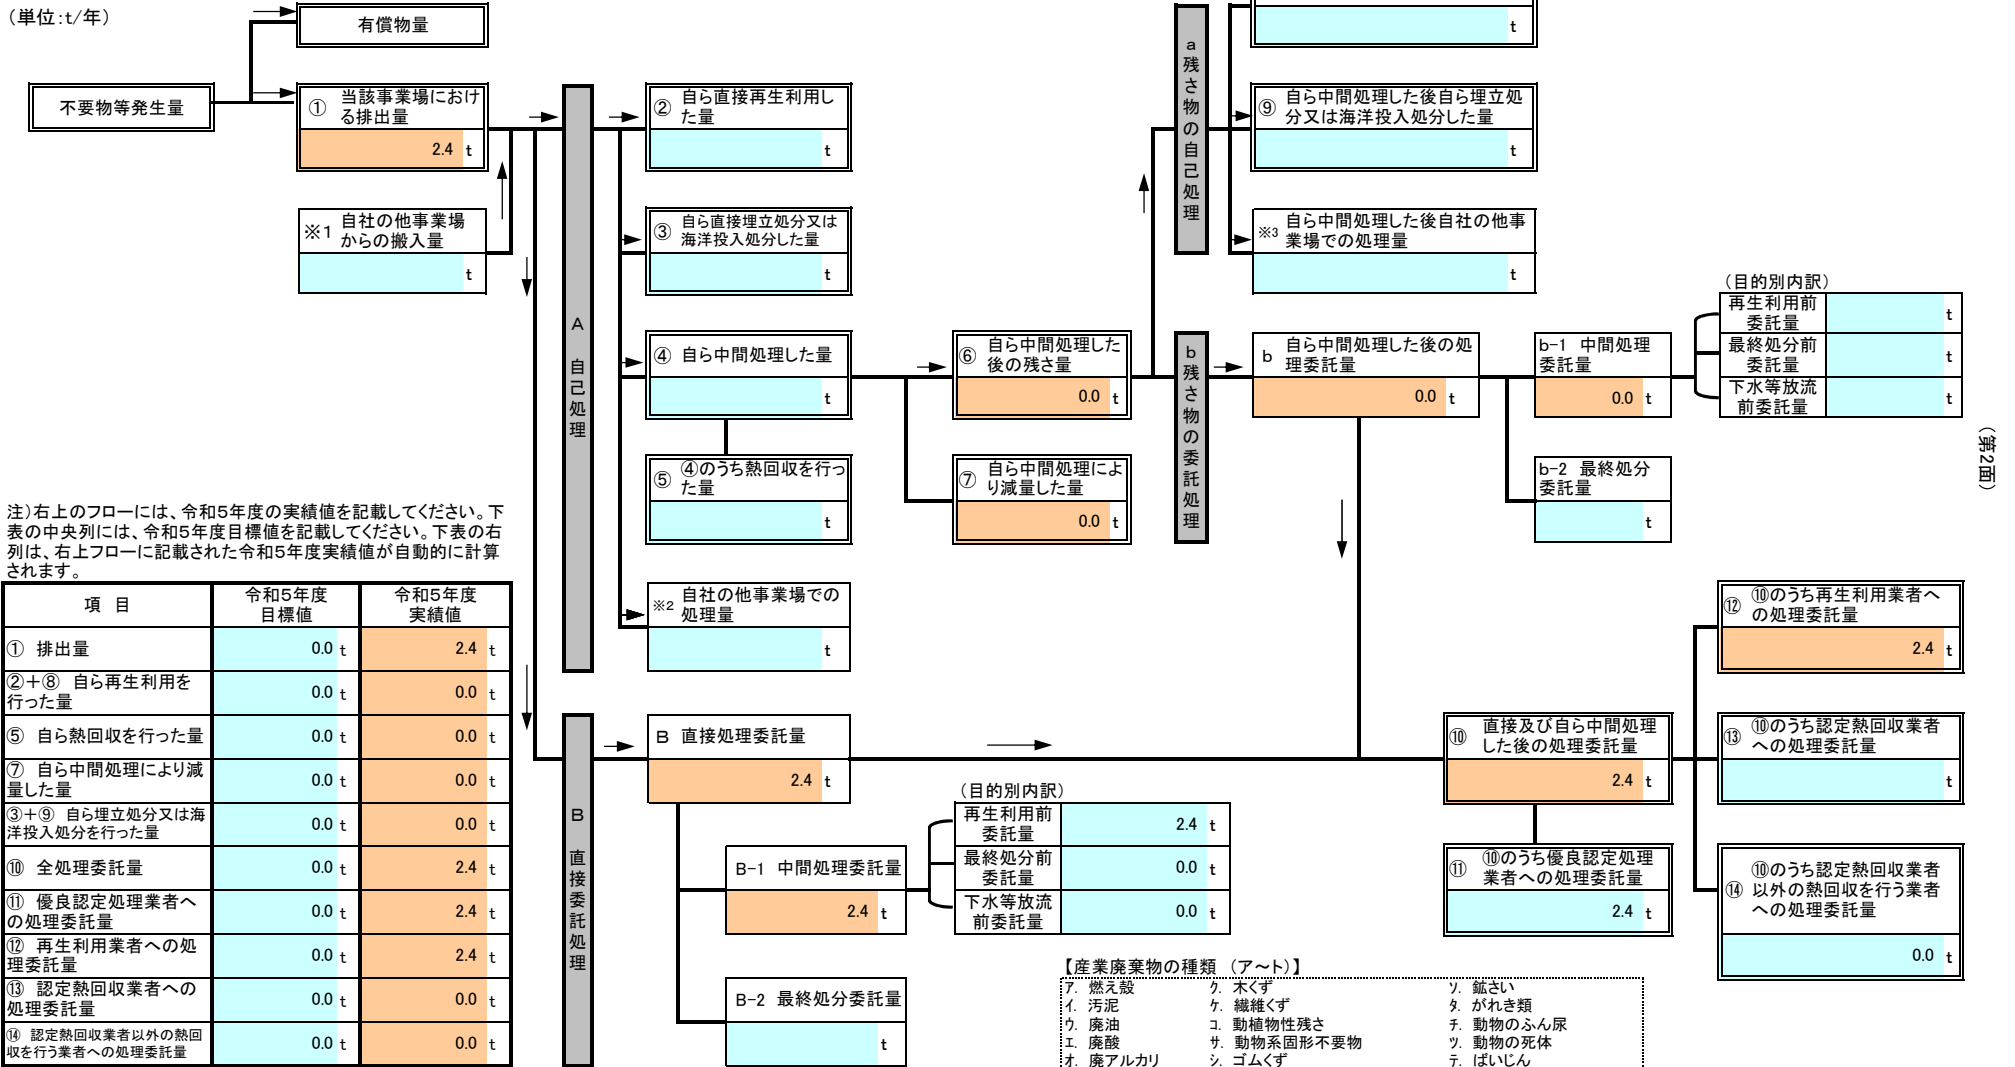 （単位:ｔ/年）
有償物量
不要物等発生量
① 当該事業場におけ
る排出量
2.4 t
※1 自社の他事業場
からの搬入量
t
A 自己処理
② 自ら直接再生利用し
た量
t
③ 自ら直接埋立処分又は
海洋投入処分した量
t
④ 自ら中間処理した量
t
⑤ ④のうち熱回収を行っ
た量
t
※2 自社の他事業場での
処理量
t
⑥ 自ら中間処理した
後の残さ量
0.0 t
⑦ 自ら中間処理によ
り減量した量
0.0 t
a残さ物の自己処理
t
⑨ 自ら中間処理した後自ら埋立処
分又は海洋投入処分した量
t
※3 自ら中間処理した後自社の他事
業場での処理量
t
b残さ物の委託処理
b 自ら中間処理した後の処
理委託量
0.0 t
b-1 中間処理
委託量
0.0 t
b-2 最終処分
委託量
t
（目的別内訳）
再生利用前
委託量
t
最終処分前
委託量
t
下水等放流
前委託量
t
（第2面）
注）右上のフローには、令和5年度の実績値を記載してください。下
表の中央列には、令和5年度目標値を記載してください。下表の右
列は、右上フローに記載された令和5年度実績値が自動的に計算
されます。
項 目 令和5年度
目標値 令和5年度
実績値
① 排出量 0.0 t 2.4 t
②＋⑧ 自ら再生利用を
行った量 0.0 t 0.0 t
⑤ 自ら熱回収を行った量 0.0 t 0.0 t
⑦ 自ら中間処理により減
量した量 0.0 t 0.0 t
③＋⑨ 自ら埋立処分又は海
洋投入処分を行った量 0.0 t 0.0 t
⑩ 全処理委託量 0.0 t 2.4 t
⑪ 優良認定処理業者へ
の処理委託量 0.0 t 2.4 t
⑫ 再生利用業者への処
理委託量 0.0 t 2.4 t
⑬ 認定熱回収業者への
処理委託量 0.0 t 0.0 t
⑭ 認定熱回収業者以外の熱回
収を行う業者への処理委託量 0.0 t 0.0 t
B 直接委託処理
B 直接処理委託量
2.4 t
B-1 中間処理委託量
2.4 t
B-2 最終処分委託量
t
（目的別内訳）
再生利用前
委託量 2.4 t
最終処分前
委託量 0.0 t
下水等放流
前委託量 0.0 t
⑩ 直接及び自ら中間処理
した後の処理委託量
2.4 t
⑪ ⑩のうち優良認定処理
業者への処理委託量
2.4 t
⑫ ⑩のうち再生利用業者へ
の処理委託量
2.4 t
⑬ ⑩のうち認定熱回収業者
への処理委託量
t
⑭ ⑩のうち認定熱回収業者
以外の熱回収を行う業者
への処理委託量
0.0 t
【産業廃棄物の種類 （ア～ト）】
ｱ. 燃え殻 ｸ. 木くず ｿ. 鉱さい
ｲ. 汚泥 ｹ. 繊維くず ﾀ. がれき類
ｳ. 廃油 ｺ. 動植物性残さ ﾁ. 動物のふん尿
ｴ. 廃酸 ｻ. 動物系固形不要物 ﾂ. 動物の死体
ｵ. 廃アルカリ ｼ. ゴムくず ﾃ. ばいじん